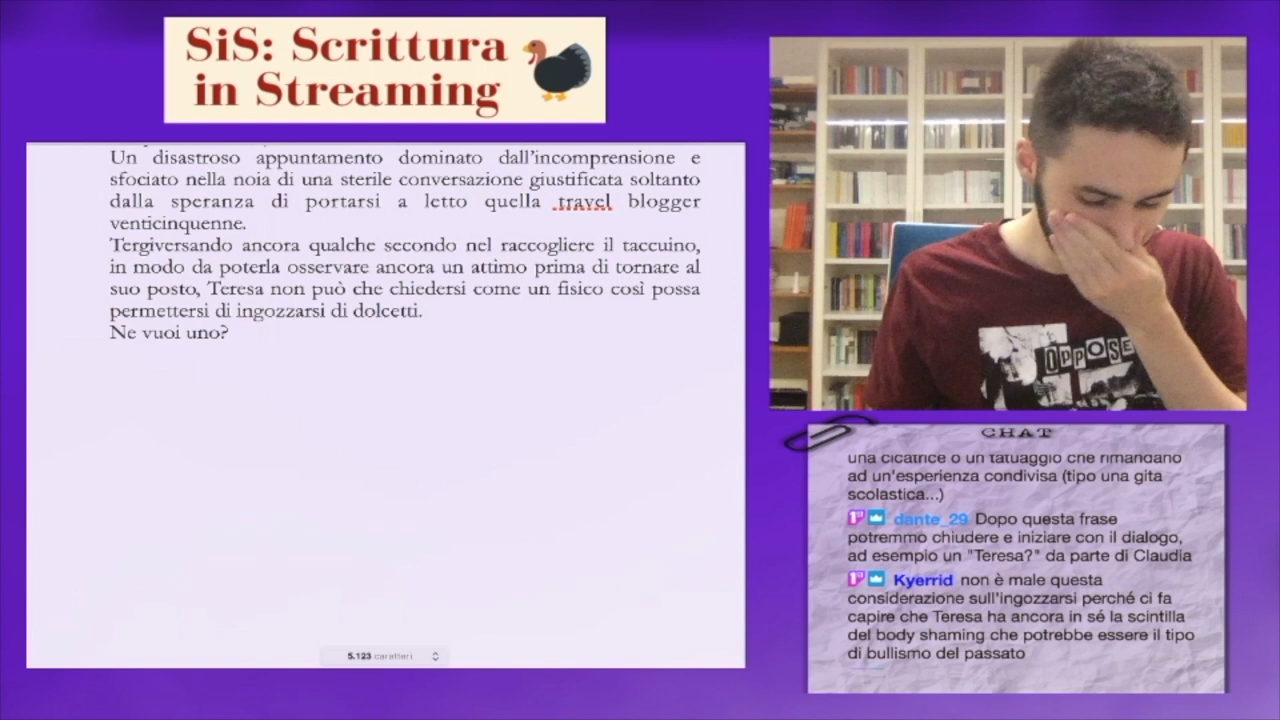 SiS: Scrittura
in Streaming
Un disastroso appuntamento dominato dall'incomprensione e
sfociato nella noia di una sterile conversazione giustificata soltanto
dalla speranza di portarsi a letto quella travel blogger
venticinquenne.
Tergiversando ancora qualche secondo nel raccogliere il taccuino,
in modo da poterla osservare ancora un attimo prima di tornare al
suo posto, Teresa non può che chiedersi come un fisico così possa
permettersi di ingozzarsi di dolcetti.
Ne vuoi uno?
5.123 caratteri
OPPOSE
CHAT
una cicatrice o un tatuaggio che rimandano
ad un'esperienza condivisa (tipo una gita
scolastica...)
dante_29 Dopo questa frase
potremmo chiudere e iniziare con il dialogo,
ad esempio un "Teresa?" da parte di Claudia
Kyerrid non è male questa
considerazione sull'ingozzarsi perché ci fa
capire che Teresa ha ancora in sé la scintilla
del body shaming che potrebbe essere il tipo
di bullismo del passato